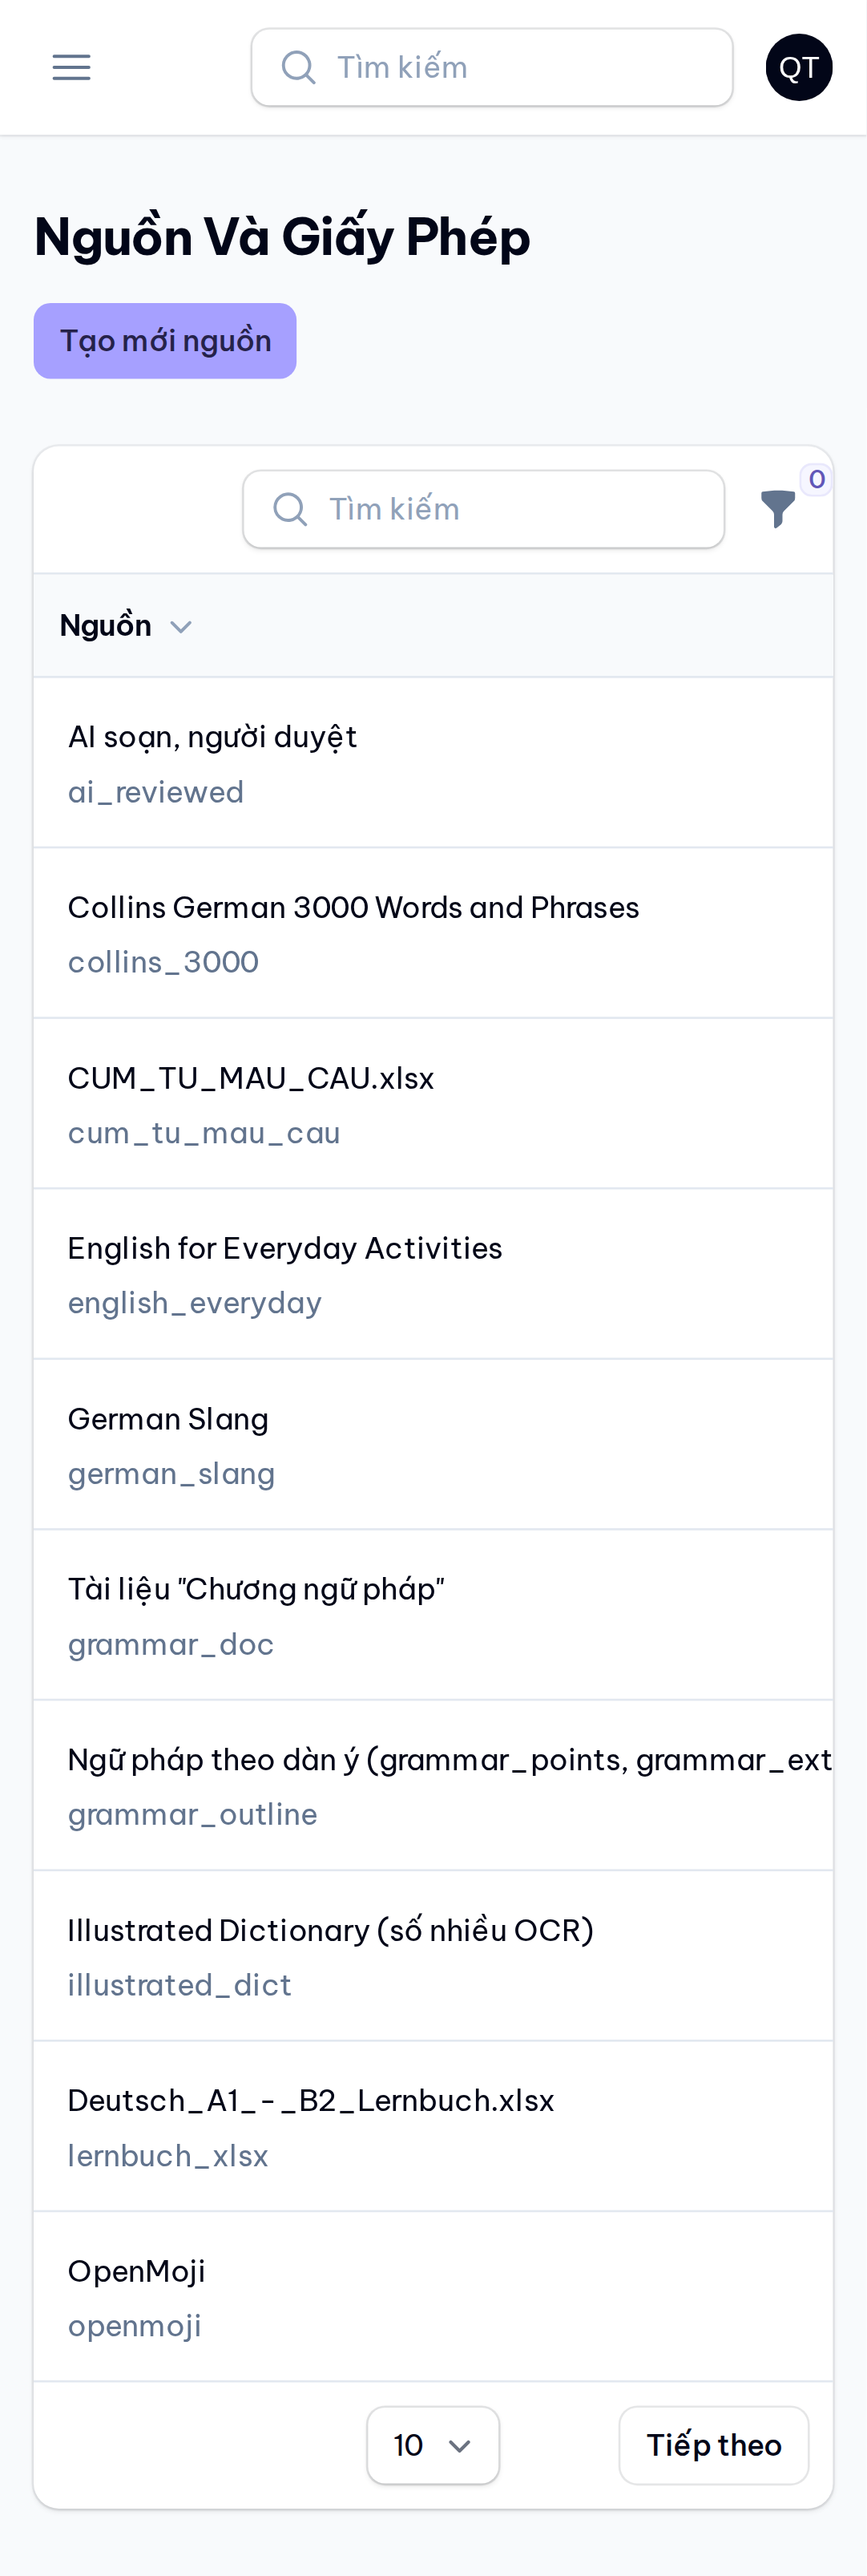 Tìm kiếm
QT
Nguồn Và Giấy Phép
Tạo mới nguồn
Tìm kiếm
0
Nguồn
AI soạn, người duyệt
ai_reviewed
Collins German 3000 Words and Phrases
collins_3000
CUM_TU_MAU_CAU.xlsx
cum_tu_mau_cau
English for Everyday Activities
english_everyday
German Slang
german_slang
Tài liệu "Chương ngữ pháp"
grammar_doc
Ngữ pháp theo dàn ý (grammar_points, grammar_ext
grammar_outline
Illustrated Dictionary (số nhiều OCR)
illustrated_dict
Deutsch_A1_-_B2_Lernbuch.xlsx
lernbuch_xlsx
OpenMoji
openmoji
10
Tiếp theo